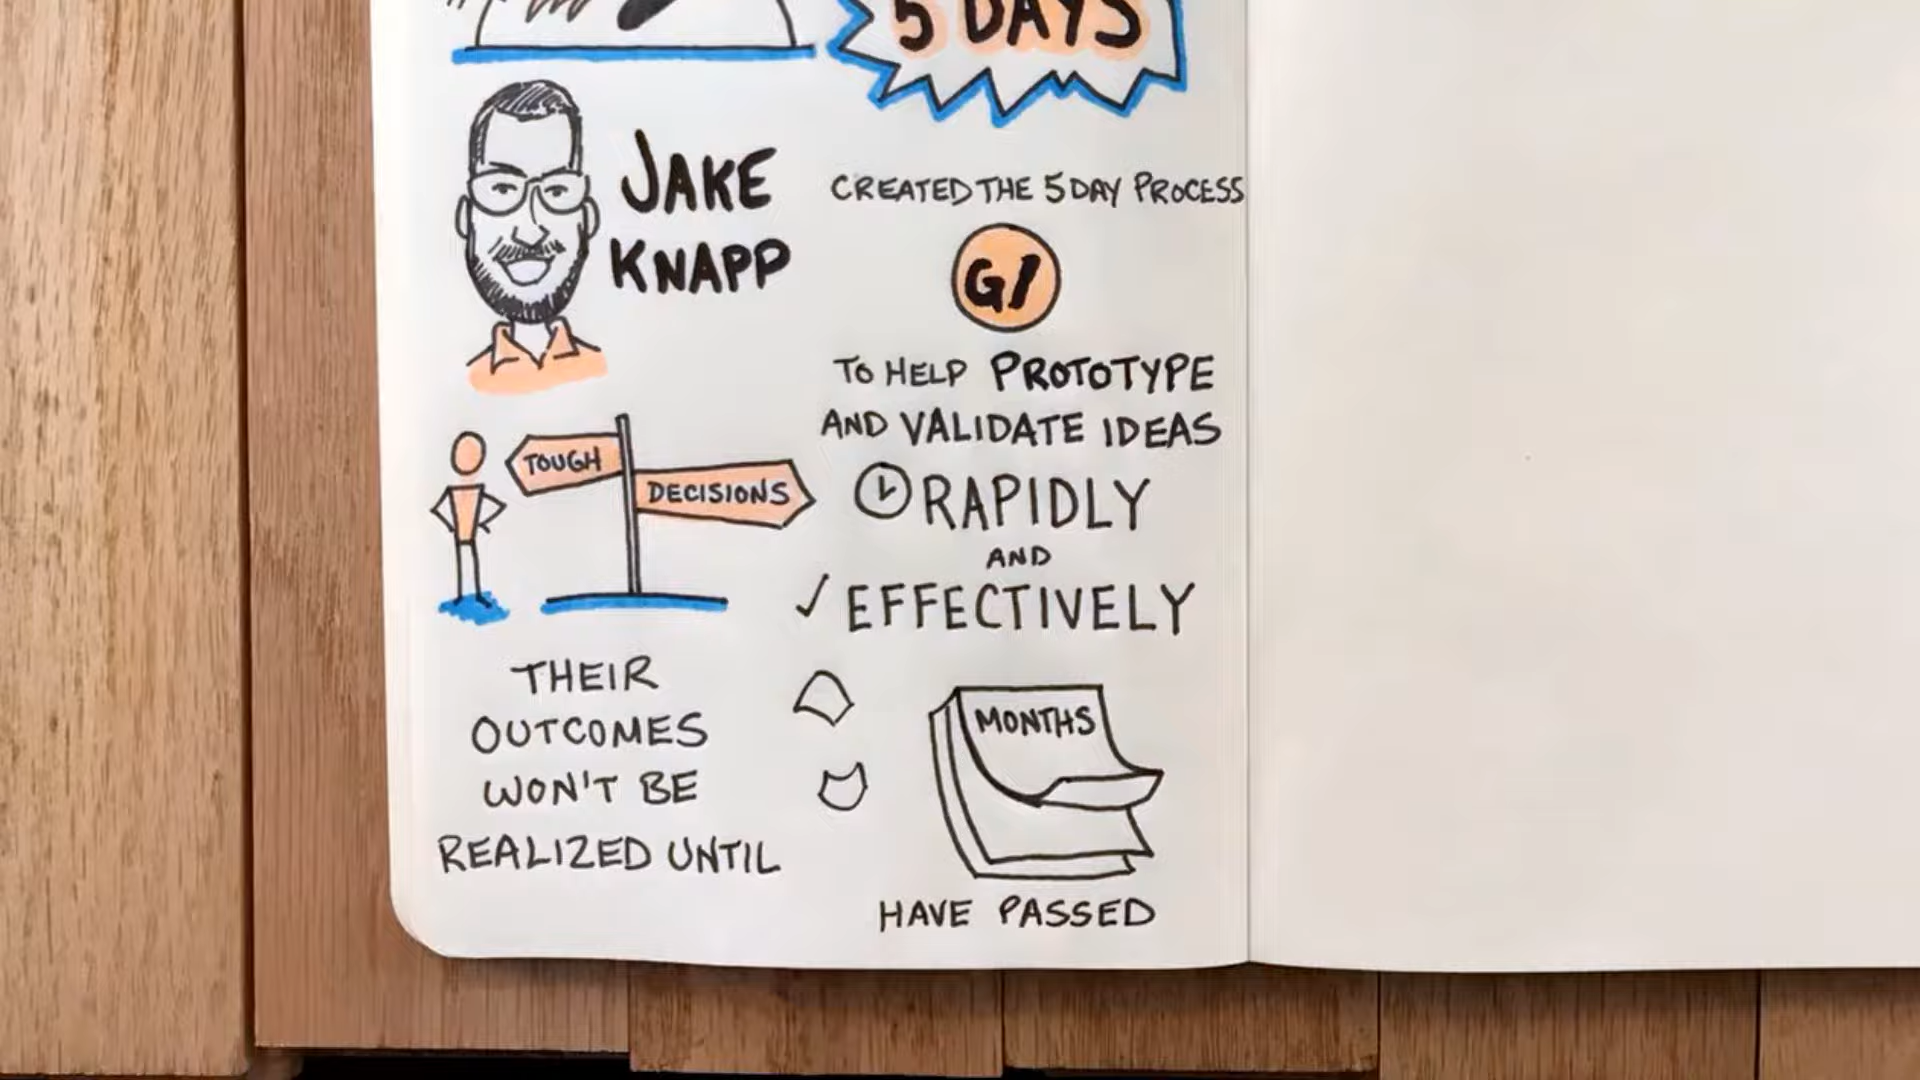 5 DAYS
JAKE
KNAPP
CREATED THE 5 DAY PROCESS
G/
TO HELP PROTOTYPE
AND VALIDATE IDEAS
RAPIDLY
AND
EFFECTIVELY
TOUGH
DECISIONS
THEIR
OUTCOMES
WON'T BE
REALIZED UNTIL
MONTHS
HAVE PASSED